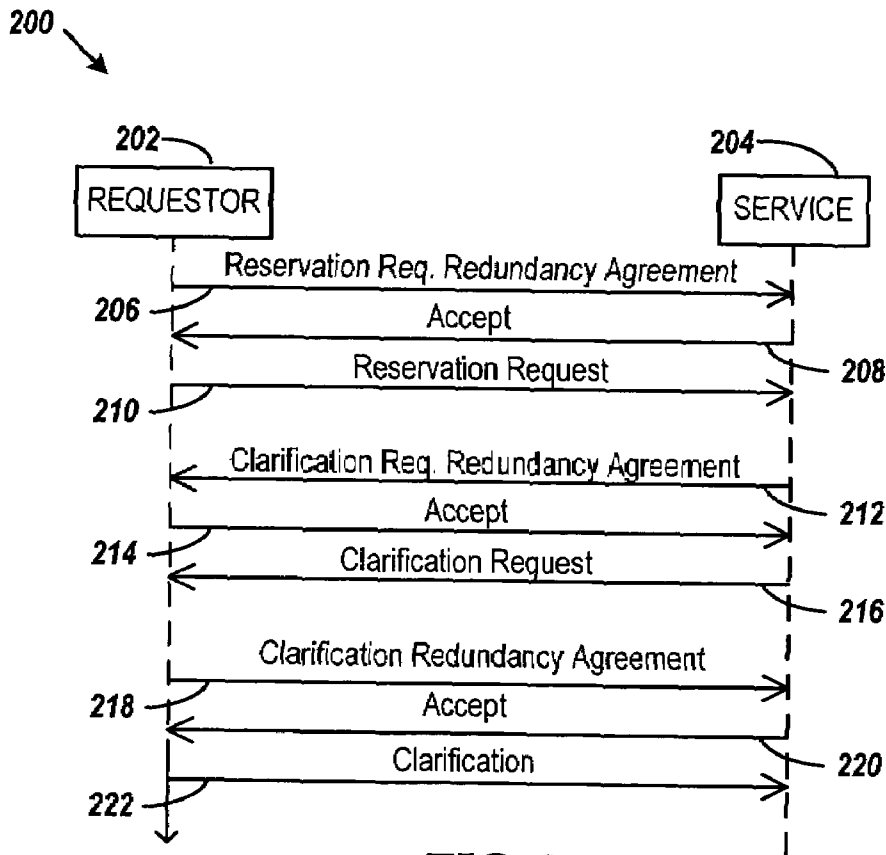 200
202
204
REQUESTOR
SERVICE
Reservation Req. Redundancy Agreement
206
Accept
208
Reservation Request
210
Clarification Req. Redundancy Agreement
212
Accept
214
Clarification Request
216
Clarification Redundancy Agreement
218
Accept
220
Clarification
222